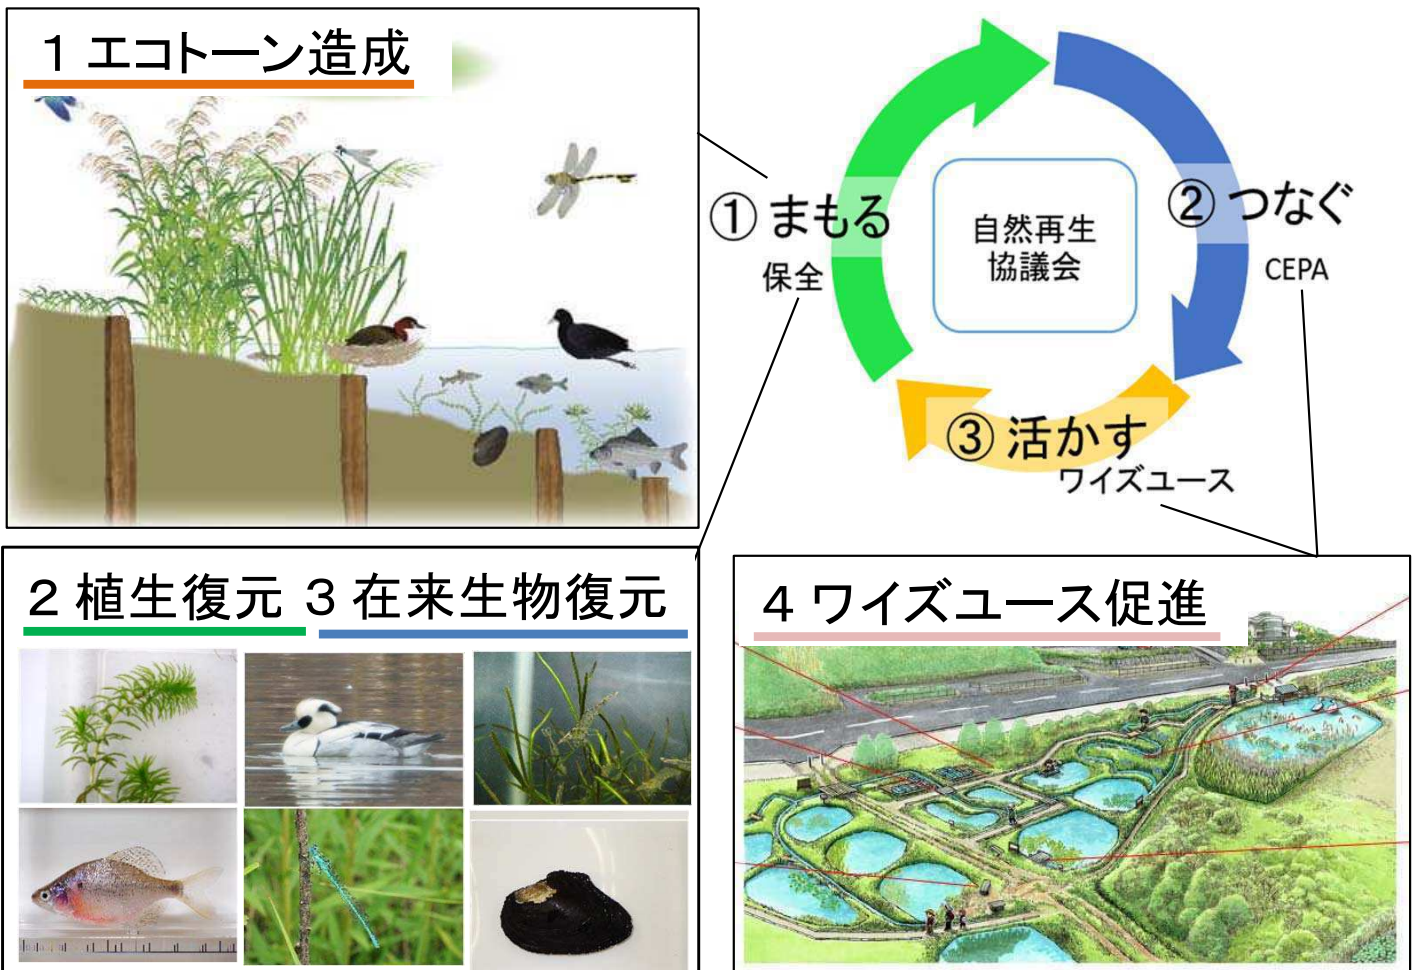 1 エコトーン造成
① まもる
保全
自然再生
協議会
② つなぐ
CEPA
③ 活かす
ワイズユース
2 植生復元 3 在来生物復元
4 ワイズユース促進